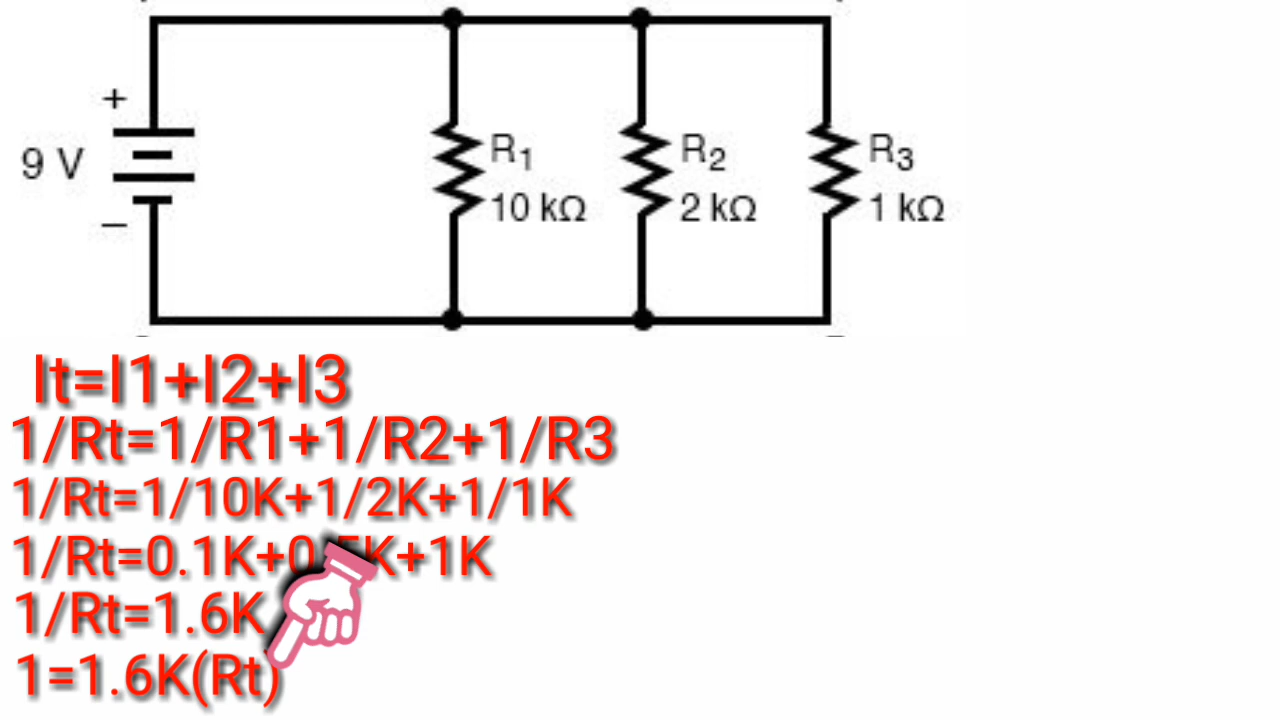 +
9 V
−
R1
10 kΩ
R2
2 kΩ
R3
1 kΩ
It=I1+I2+I3
1/Rt=1/R1+1/R2+1/R3
1/Rt=1/10K+1/2K+1/1K
1/Rt=0.1K+0.5K+1K
1/Rt=1.6K
1=1.6K(Rt)